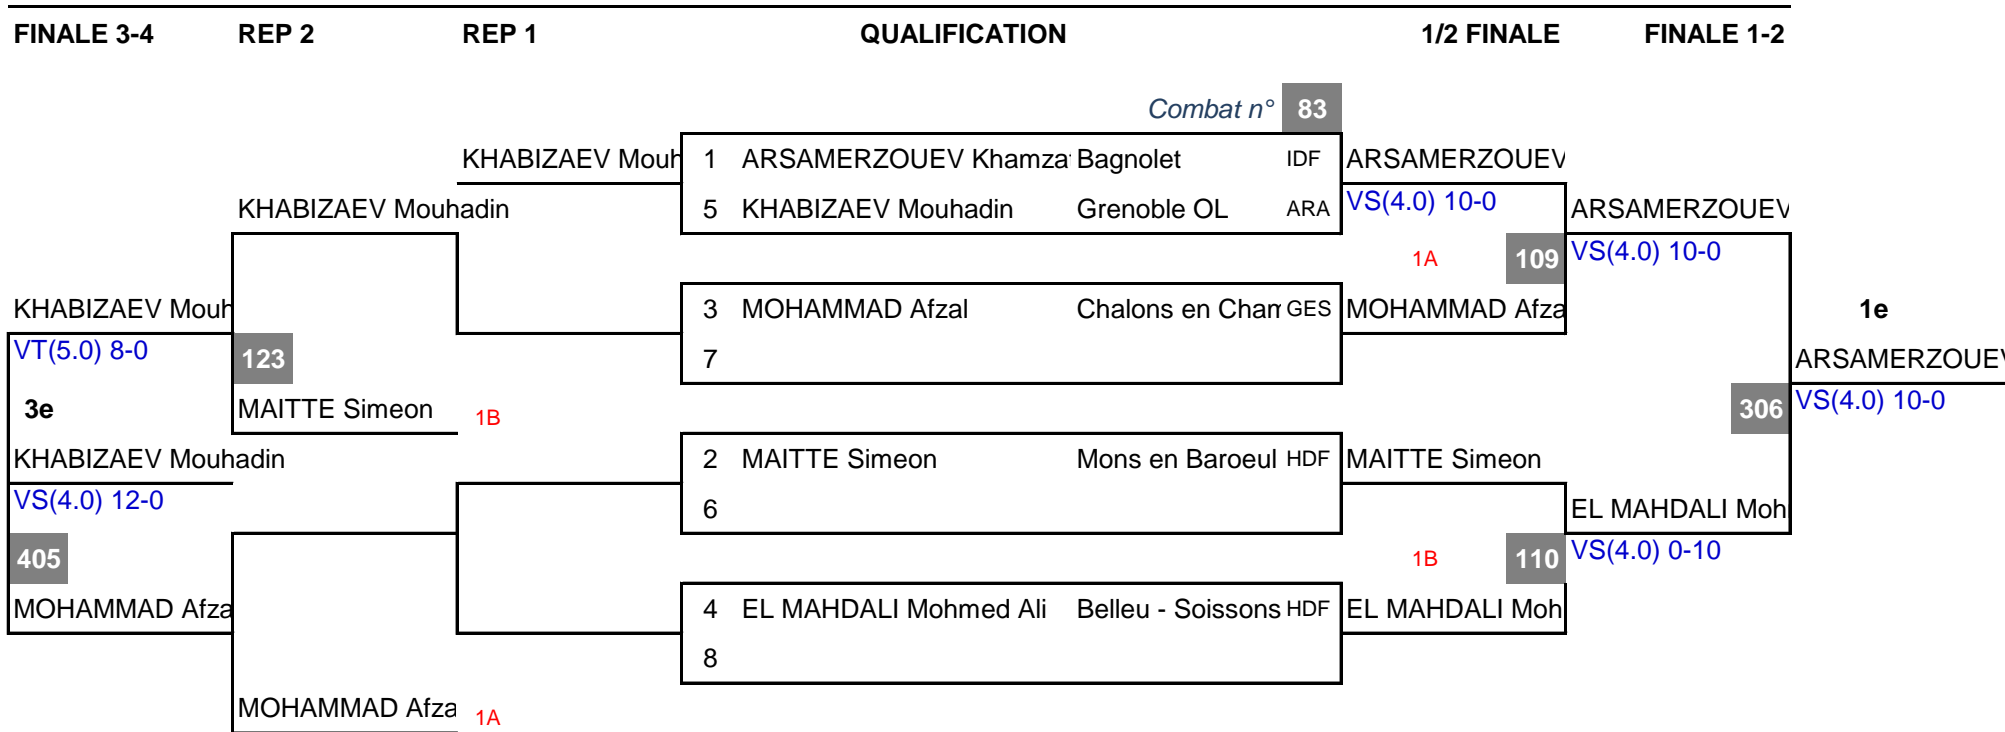 FINALE 3-4 REP 2 REP 1 QUALIFICATION 1/2 FINALE FINALE 1-2
Combat n° 83
KHABIZAEV Mouh 1 ARSAMERZOUEV Khamza Bagnolet IDF ARSAMERZOUEV
KHABIZAEV Mouhadin 5 KHABIZAEV Mouhadin Grenoble OL ARA VS(4.0) 10-0 ARSAMERZOUEV
1A 109 VS(4.0) 10-0
KHABIZAEV Mouh 3 MOHAMMAD Afzal Chalons en Cham GES MOHAMMAD Afza 1e
VT(5.0) 8-0 123 7 ARSAMERZOUEV
3e MAITTE Simeon 1B 306 VS(4.0) 10-0
KHABIZAEV Mouhadin 2 MAITTE Simeon Mons en Baroeul HDF MAITTE Simeon
VS(4.0) 12-0 6 EL MAHDALI Moh
405 1B 110 VS(4.0) 0-10
MOHAMMAD Afza 4 EL MAHDALI Mohmed Ali Belleu - Soissons HDF EL MAHDALI Moh
8
MOHAMMAD Afza 1A